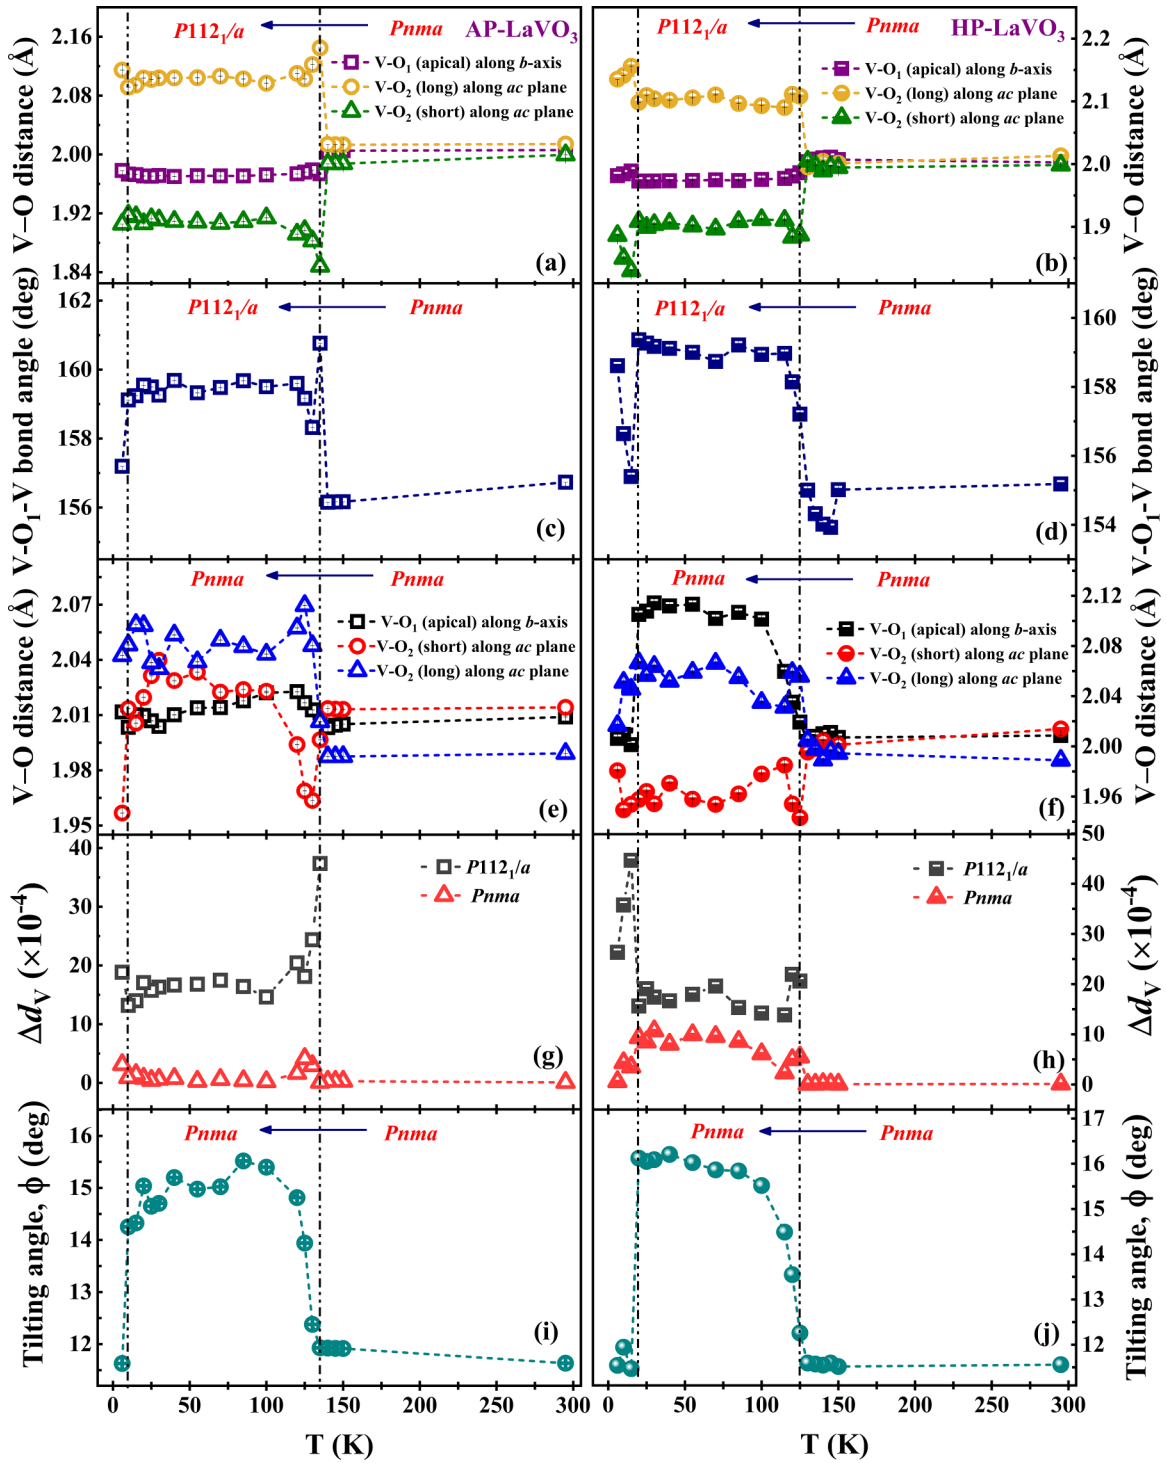 P112₁/a
Pnma
AP-LaVO₃
V-O₁ (apical) along b-axis
V-O₂ (long) along ac plane
V-O₂ (short) along ac plane
V–O distance (Å)
2.16
2.08
2.00
1.92
1.84
(a)
P112₁/a
Pnma
HP-LaVO₃
V-O₁ (apical) along b-axis
V-O₂ (long) along ac plane
V-O₂ (short) along ac plane
V–O distance (Å)
2.2
2.1
2.0
1.9
(b)
P112₁/a
Pnma
V-O₁-V bond angle (deg)
162
160
158
156
(c)
P112₁/a
Pnma
V-O₁-V bond angle (deg)
160
158
156
154
(d)
Pnma
Pnma
V-O₁ (apical) along b-axis
V-O₂ (short) along ac plane
V-O₂ (long) along ac plane
V–O distance (Å)
2.07
2.04
2.01
1.98
1.95
(e)
Pnma
Pnma
V-O₁ (apical) along b-axis
V-O₂ (short) along ac plane
V-O₂ (long) along ac plane
V–O distance (Å)
2.12
2.08
2.04
2.00
1.96
(f)
P112₁/a
Pnma
Δd_V (×10⁻⁴)
40
30
20
10
0
(g)
P112₁/a
Pnma
Δd_V (×10⁻⁴)
50
40
30
20
10
0
(h)
Pnma
Pnma
Tilting angle, ϕ (deg)
16
15
14
13
12
(i)
Pnma
Pnma
Tilting angle, ϕ (deg)
17
16
15
14
13
12
(j)
0 50 100 150 200 250 300
T (K)
0 50 100 150 200 250 300
T (K)